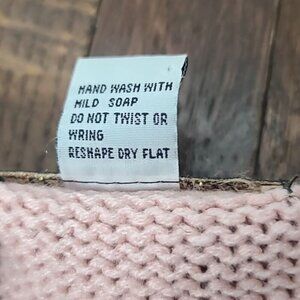 HAND WASH WITH
MILD SOAP
DO NOT TWIST OR
WRING
RESHAPE DRY FLAT